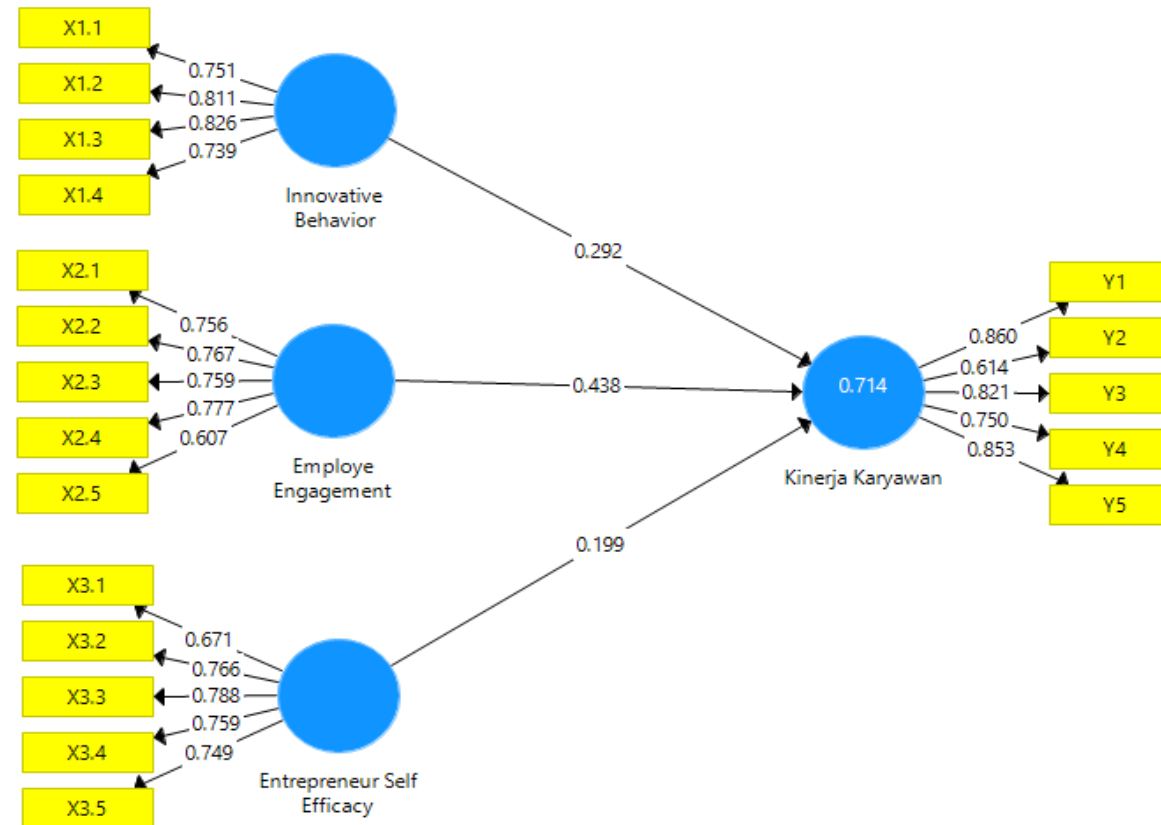 X1.1
X1.2
X1.3
X1.4
0.751
0.811
0.826
0.739
Innovative
Behavior
0.292
X2.1
X2.2
X2.3
X2.4
X2.5
0.756
0.767
0.759
0.777
0.607
Employe
Engagement
0.438
X3.1
X3.2
X3.3
X3.4
X3.5
0.671
0.766
0.788
0.759
0.749
Entrepreneur Self
Efficacy
0.199
0.714
Kinerja Karyawan
0.860
0.614
0.821
0.750
0.853
Y1
Y2
Y3
Y4
Y5